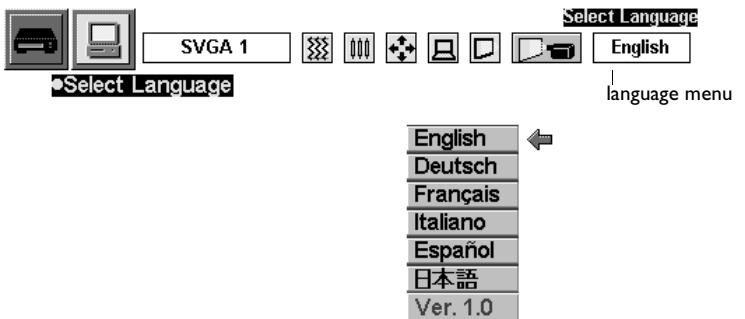 Select Language
SVGA 1
English
●Select Language
language menu
English
Deutsch
Français
Italiano
Español
日本語
Ver. 1.0